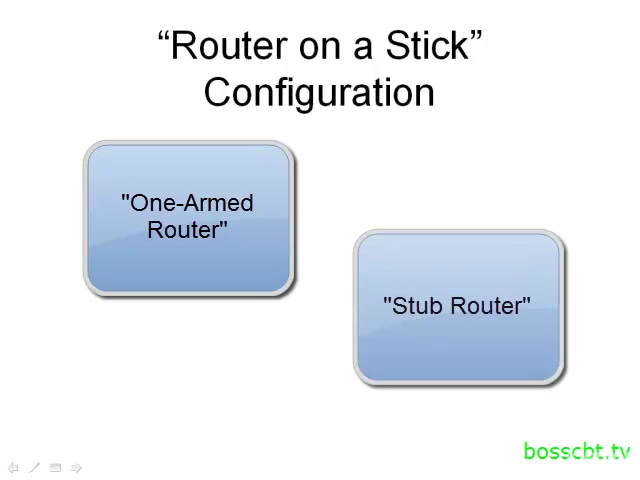 “Router on a Stick”
Configuration
"One-Armed
Router"
"Stub Router"
bosscbt.tv